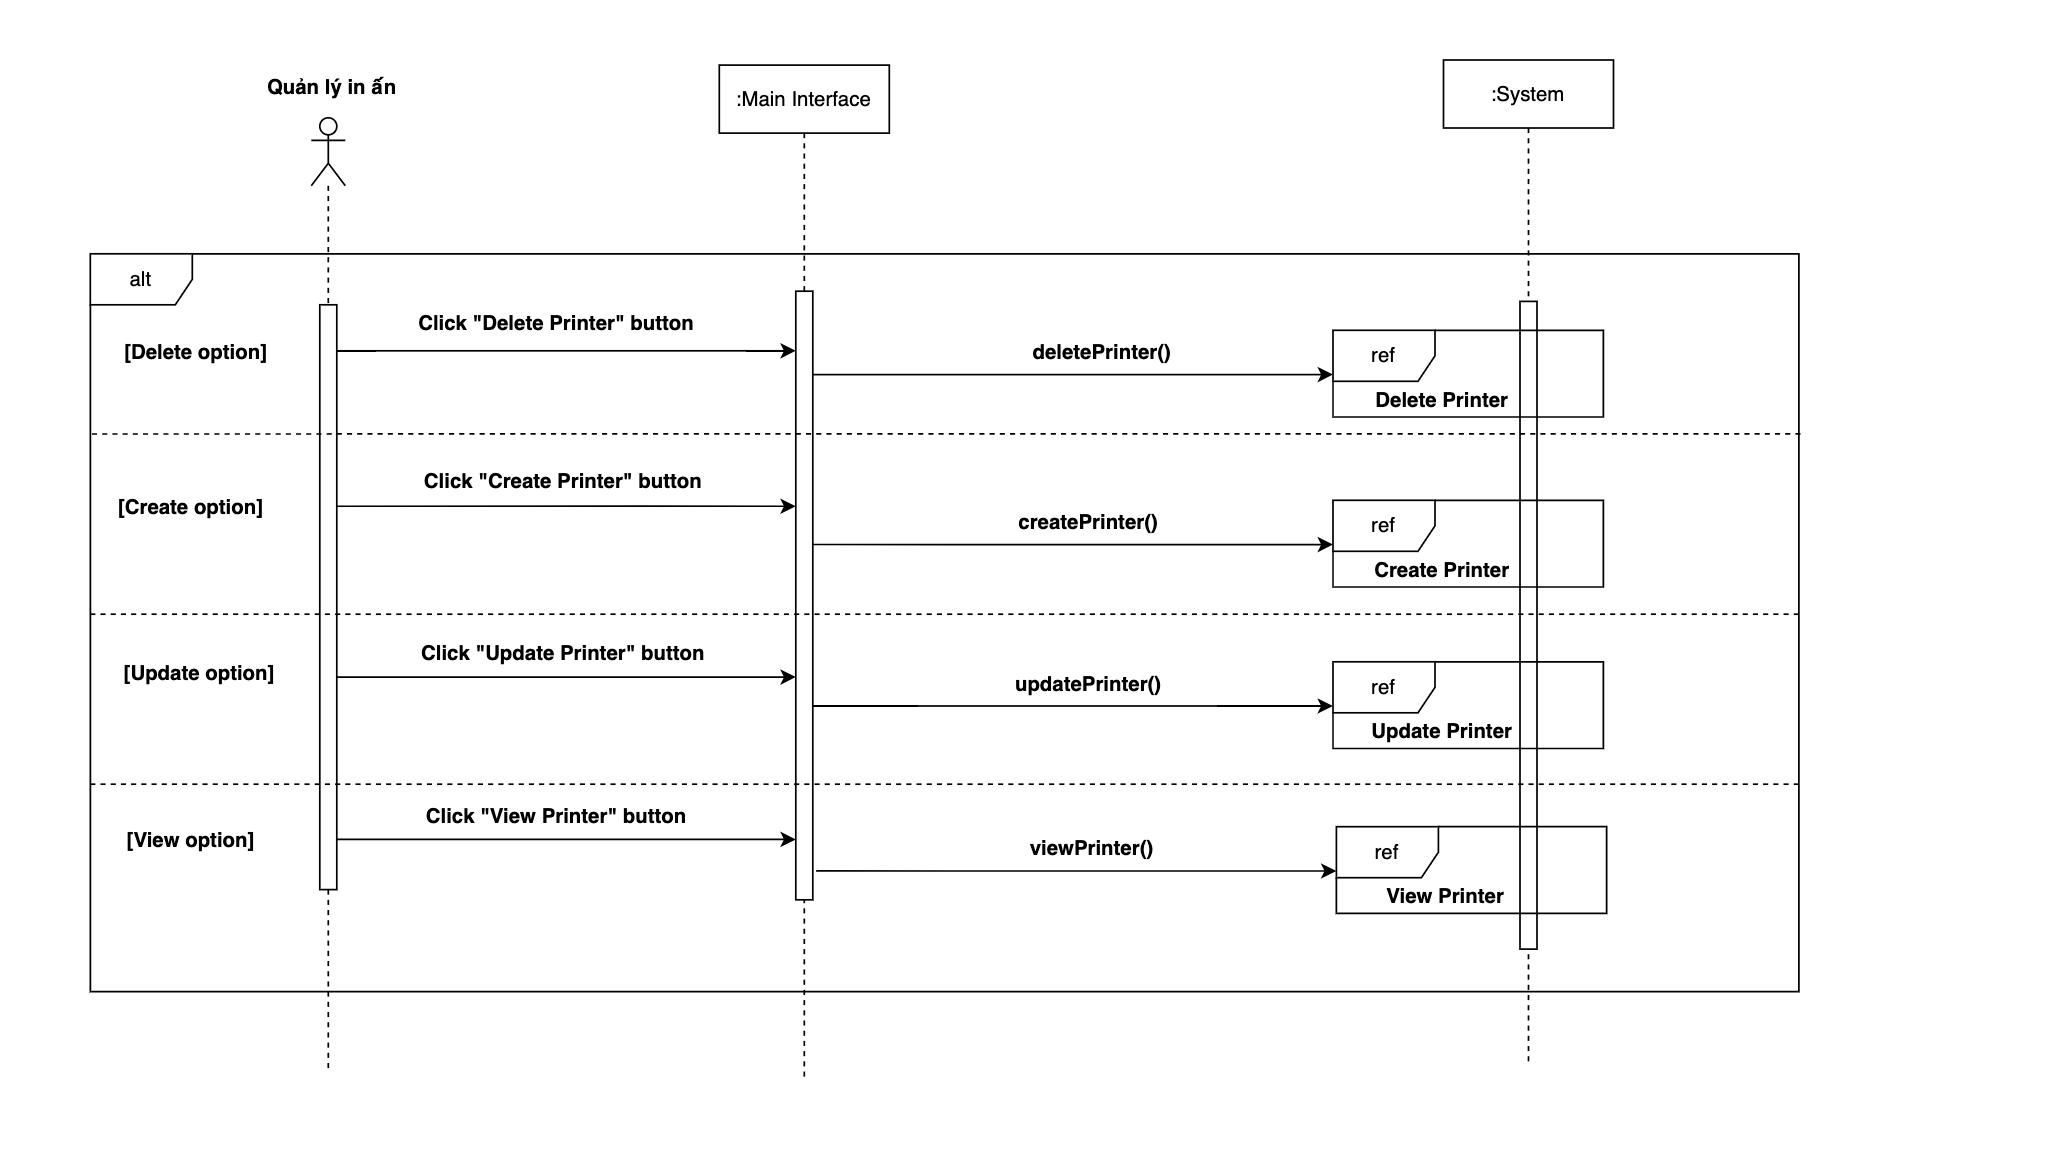 Quản lý in ấn
:Main Interface
:System
alt
[Delete option]
Click "Delete Printer" button
deletePrinter()
ref
Delete Printer
[Create option]
Click "Create Printer" button
createPrinter()
ref
Create Printer
[Update option]
Click "Update Printer" button
updatePrinter()
ref
Update Printer
[View option]
Click "View Printer" button
viewPrinter()
ref
View Printer